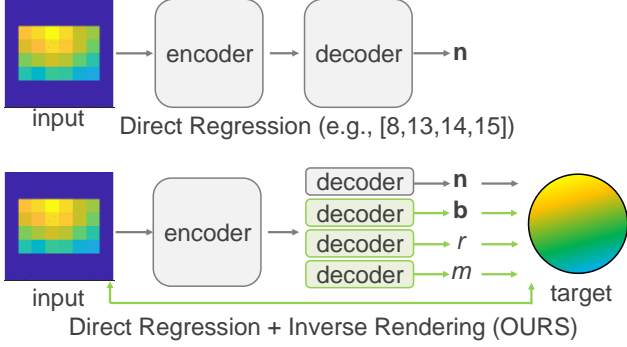 encoder
decoder
n
input
Direct Regression (e.g., [8,13,14,15])
decoder
n
decoder
b
encoder
decoder
r
decoder
m
input
target
Direct Regression + Inverse Rendering (OURS)